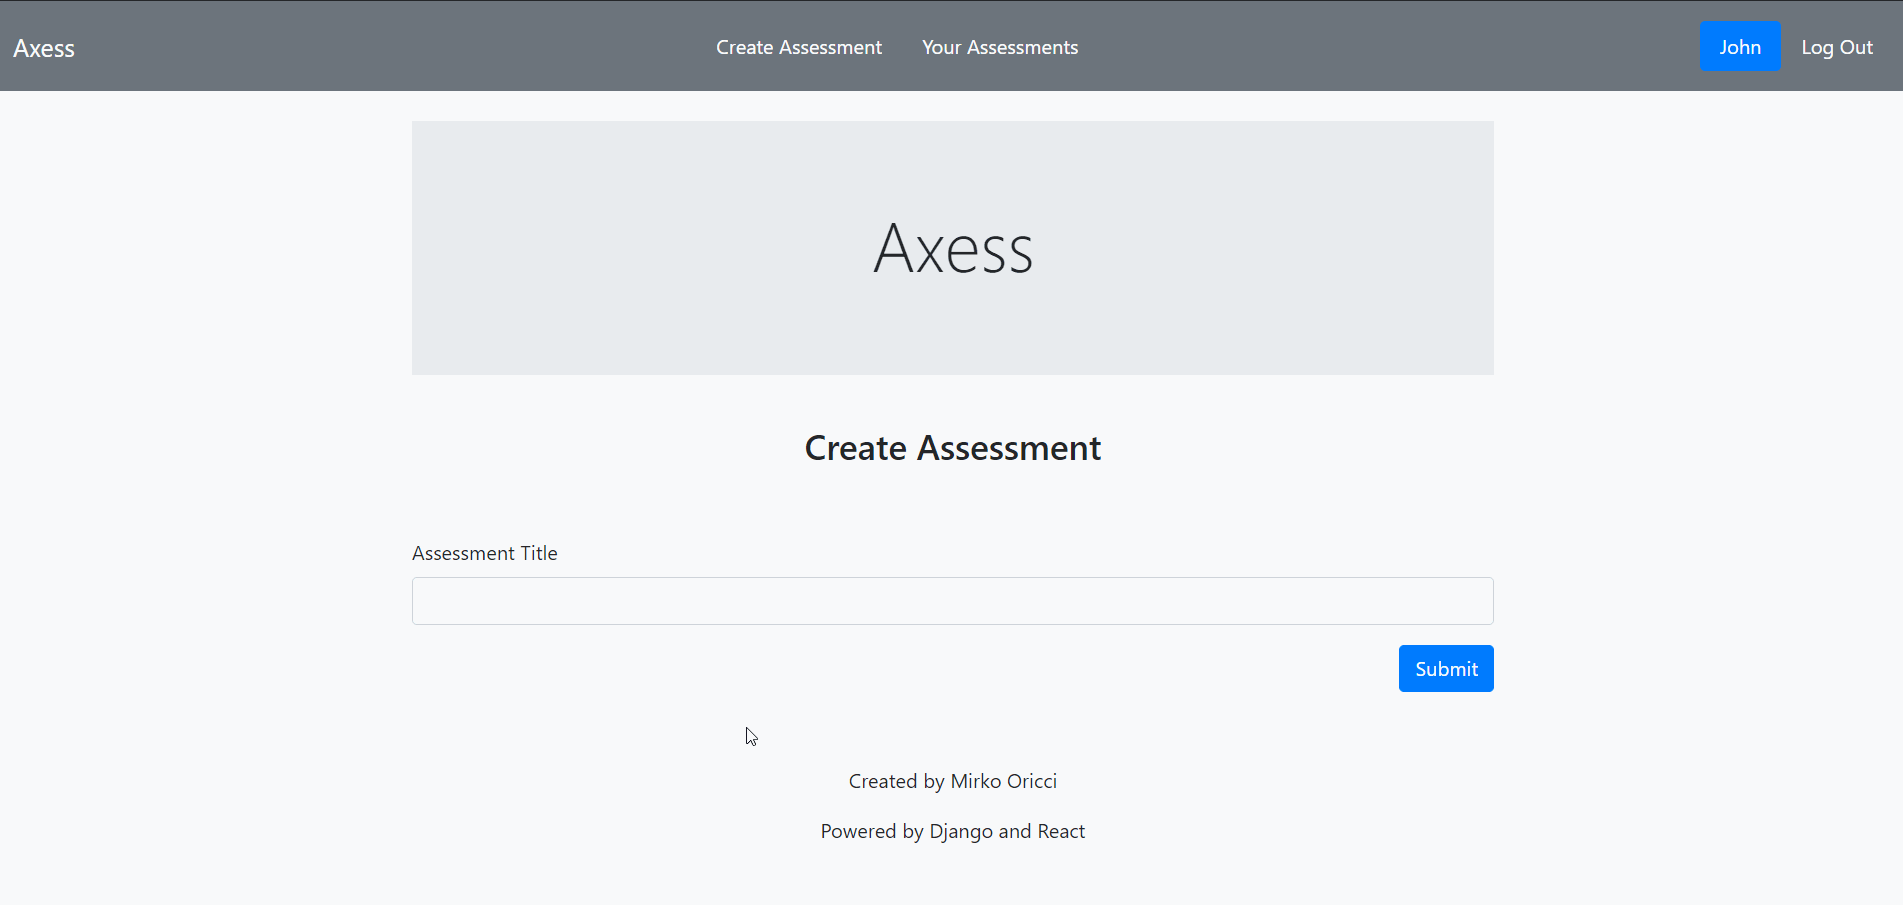 Axess
Create Assessment
Your Assessments
John
Log Out
Axess
Create Assessment
Assessment Title
Submit
Created by Mirko Oricci
Powered by Django and React